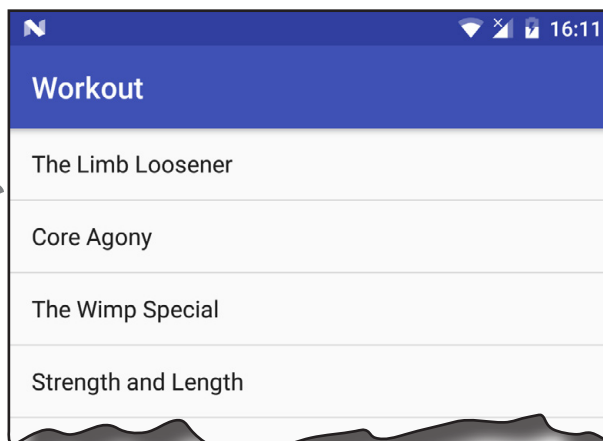 16:11
Workout
The Limb Loosener
Core Agony
The Wimp Special
Strength and Length